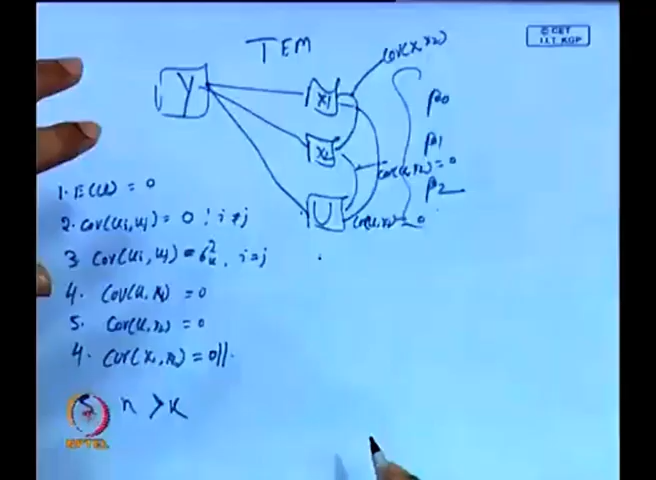 TEM
© CET
I.I.T. KGP
Y
X1
Cov(X1 X2)
β0
X2
β1
Cov(u, x2) = 0
β2
U
Cov(u, x1) = 0
1. E(u) = 0
2. Cov(ui, uj) = 0 ; i ≠ j
3. Cov(ui, uj) = σ²u, i = j
4. Cov(u, x1) = 0
5. Cov(u, x2) = 0
4. Cov(x1, x2) = 0//.
5 n > K
NPTEL